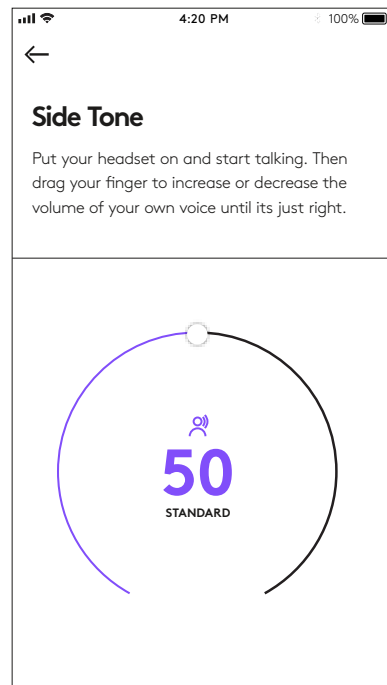 4:20 PM
100%
Side Tone
Put your headset on and start talking. Then
drag your finger to increase or decrease the
volume of your own voice until its just right.
50
STANDARD